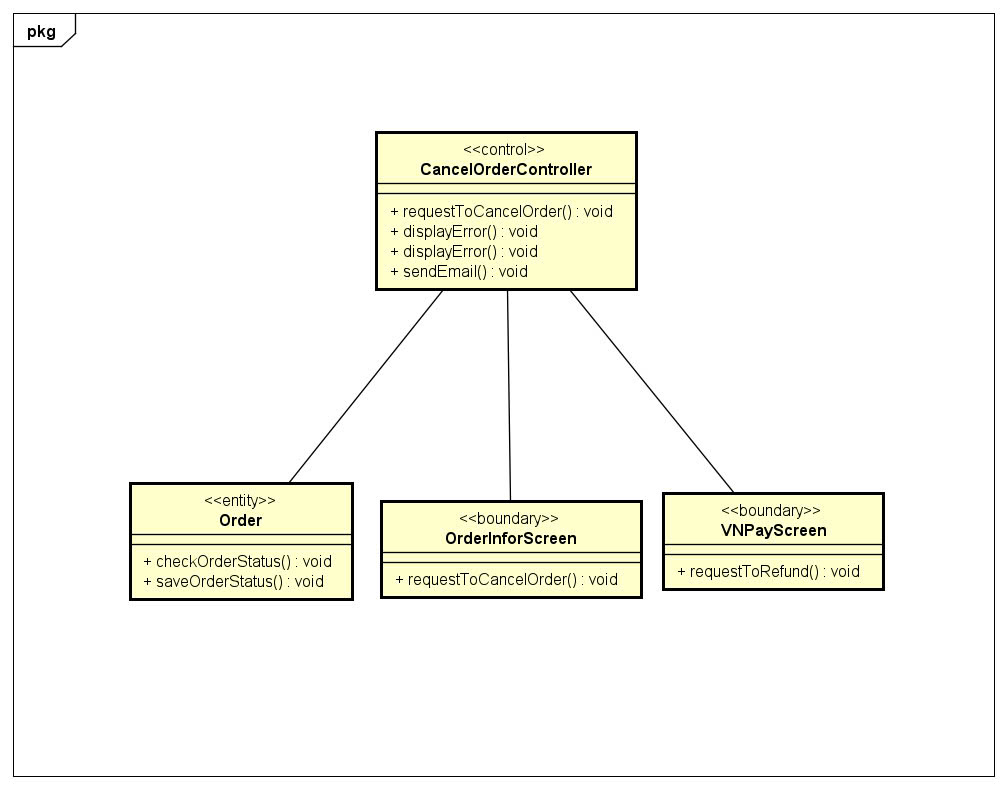 pkg
<<control>>
CancelOrderController
+ requestToCancelOrder() : void
+ displayError() : void
+ displayError() : void
+ sendEmail() : void
<<entity>>
Order
+ checkOrderStatus() : void
+ saveOrderStatus() : void
<<boundary>>
OrderInforScreen
+ requestToCancelOrder() : void
<<boundary>>
VNPayScreen
+ requestToRefund() : void